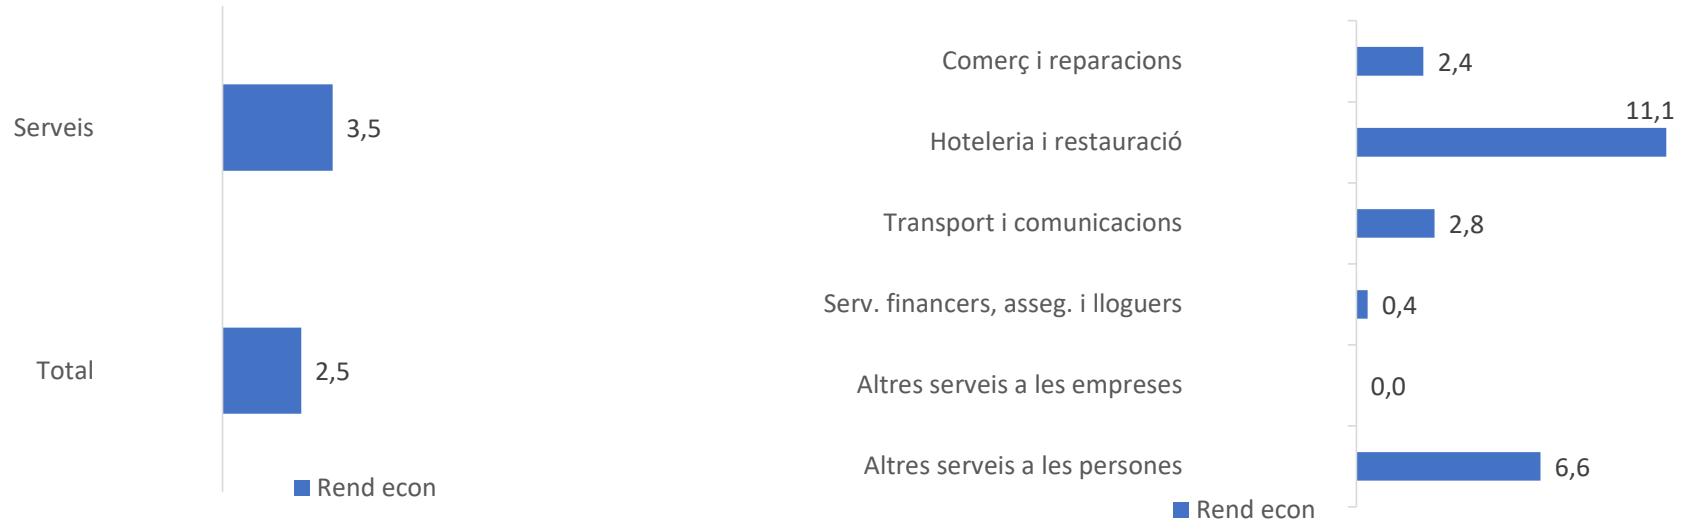 Serveis
3,5
Total
2,5
Rend econ
Comerç i reparacions
2,4
Hoteleria i restauració
11,1
Transport i comunicacions
2,8
Serv. financers, asseg. i lloguers
0,4
Altres serveis a les empreses
0,0
Altres serveis a les persones
6,6
Rend econ